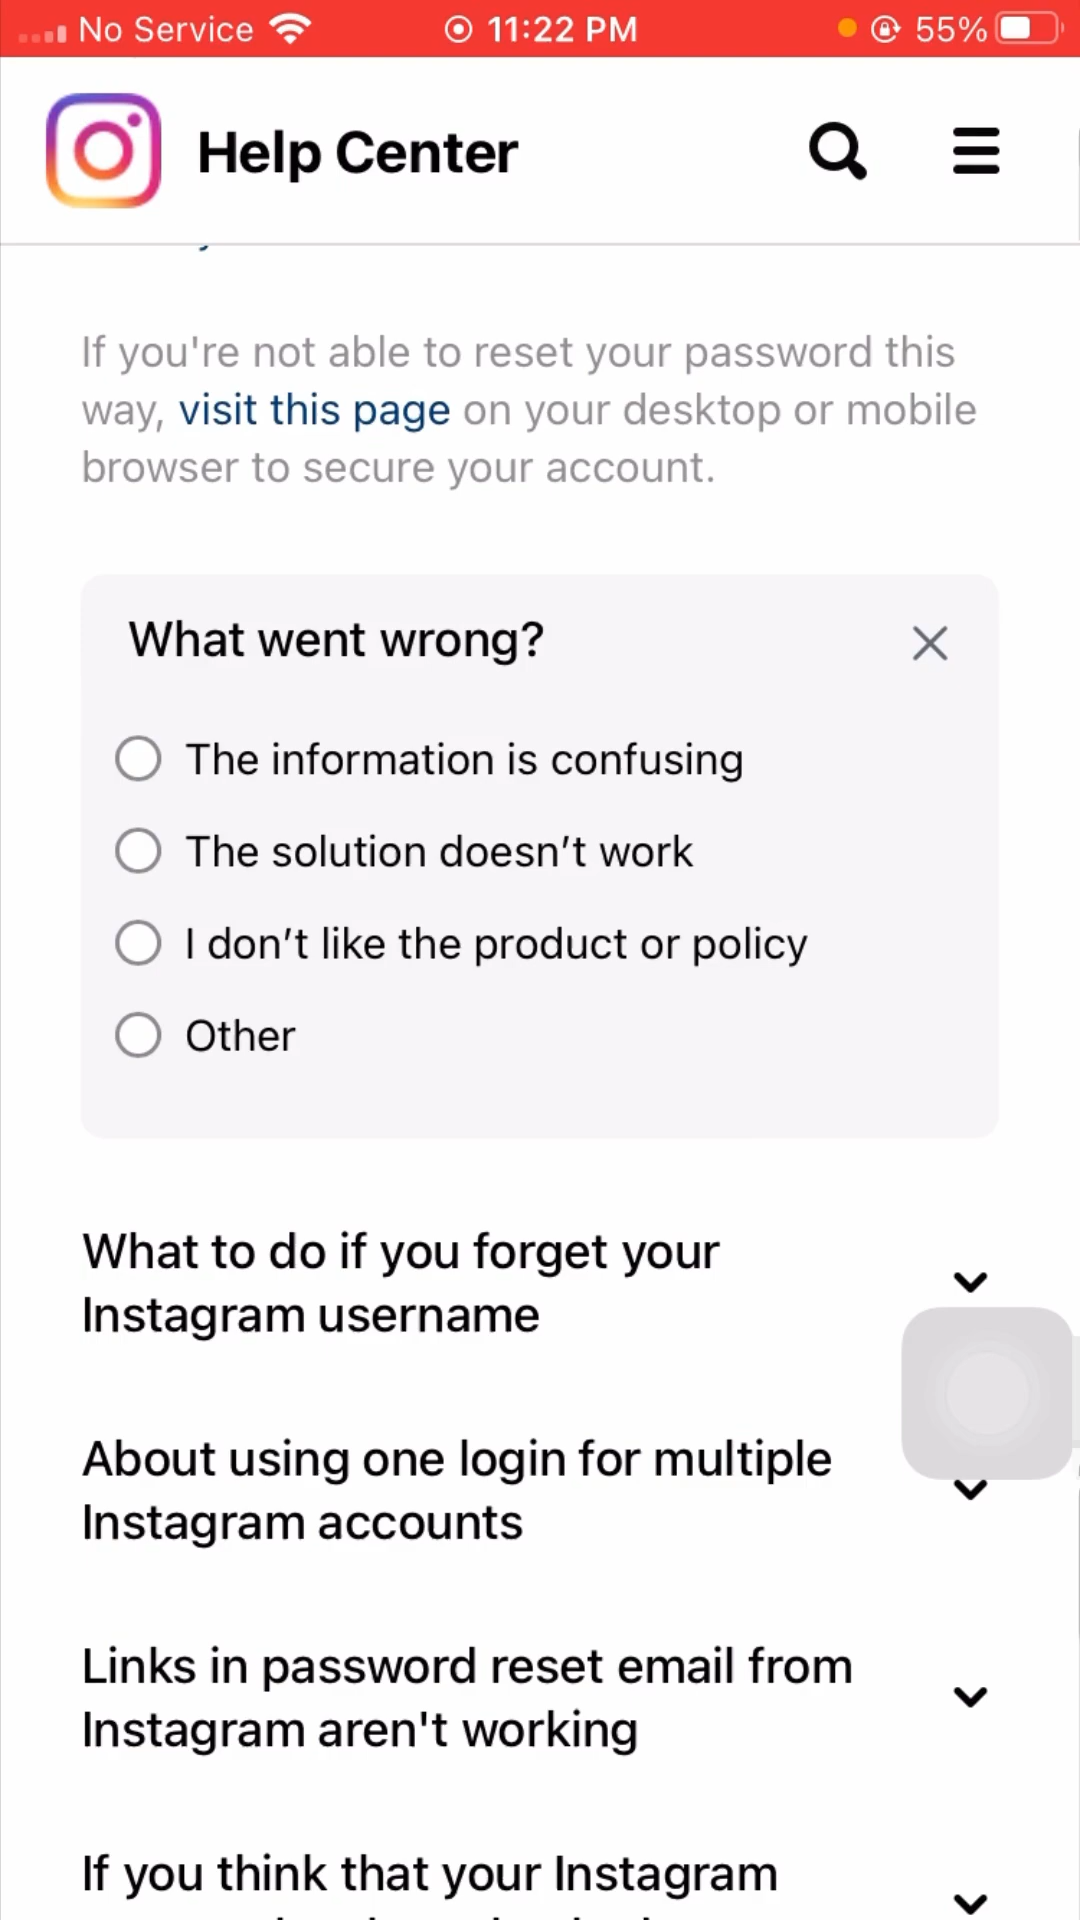 No Service 11:22 PM 55%
Help Center
If you're not able to reset your password this
way, visit this page on your desktop or mobile
browser to secure your account.
What went wrong?
The information is confusing
The solution doesn’t work
I don’t like the product or policy
Other
What to do if you forget your
Instagram username
About using one login for multiple
Instagram accounts
Links in password reset email from
Instagram aren't working
If you think that your Instagram